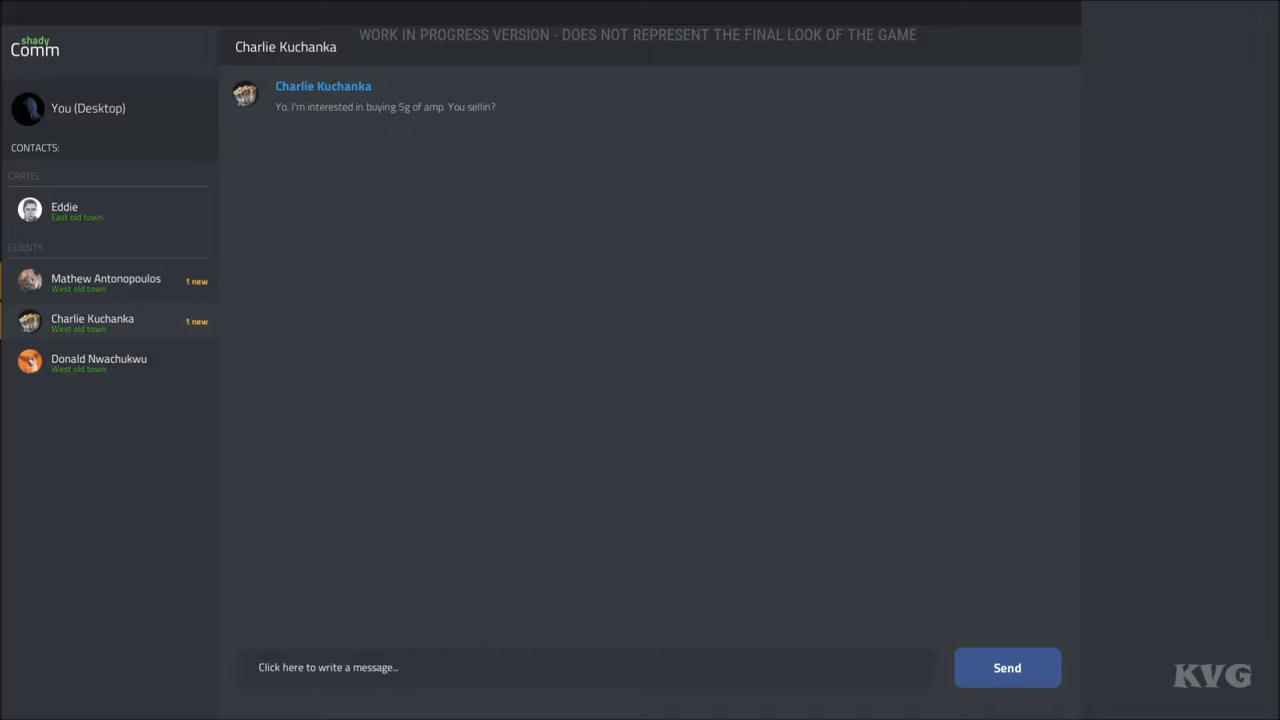 WORK IN PROGRESS VERSION - DOES NOT REPRESENT THE FINAL LOOK OF THE GAME
shady
Comm
You (Desktop)
CONTACTS:
CARTEL
Eddie
East old town
CLIENTS
Mathew Antonopoulos
1 new
West old town
Charlie Kuchanka
1 new
West old town
Donald Nwachukwu
West old town
Charlie Kuchanka
Charlie Kuchanka
Yo. I'm interested in buying 5g of amp. You sellin?
Click here to write a message...
Send
KVG